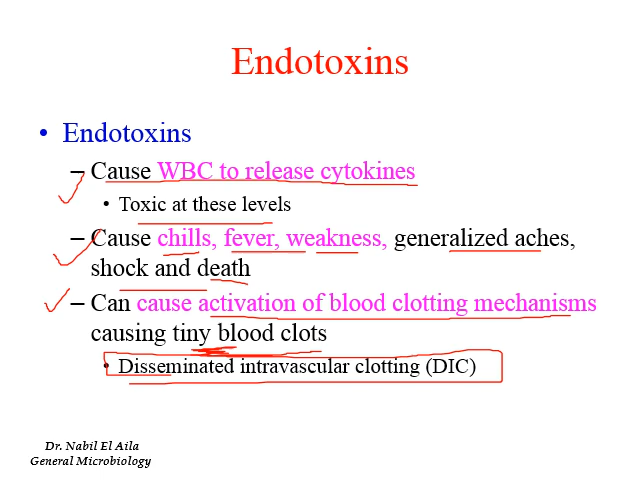 Endotoxins
• Endotoxins
– Cause WBC to release cytokines
• Toxic at these levels
– Cause chills, fever, weakness, generalized aches,
shock and death
– Can cause activation of blood clotting mechanisms
causing tiny blood clots
• Disseminated intravascular clotting (DIC)
Dr. Nabil El Aila
General Microbiology